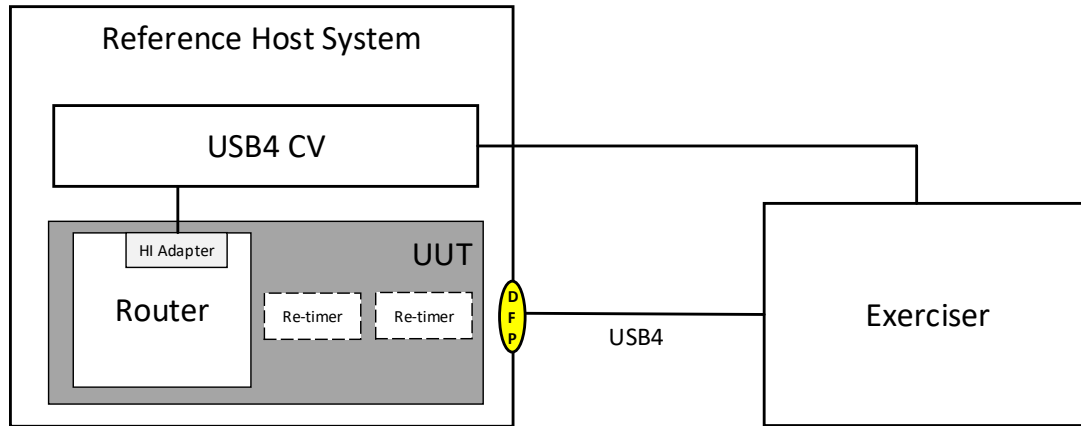 Reference Host System
USB4 CV
HI Adapter
UUT
Router
Re-timer
Re-timer
D
F
P
USB4
Exerciser